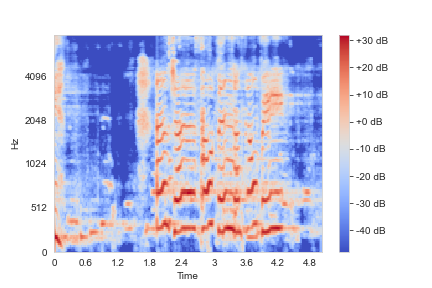 +30 dB
+20 dB
+10 dB
+0 dB
-10 dB
-20 dB
-30 dB
-40 dB
4096
2048
1024
512
0
Hz
0 0.6 1.2 1.8 2.4 3 3.6 4.2 4.8
Time